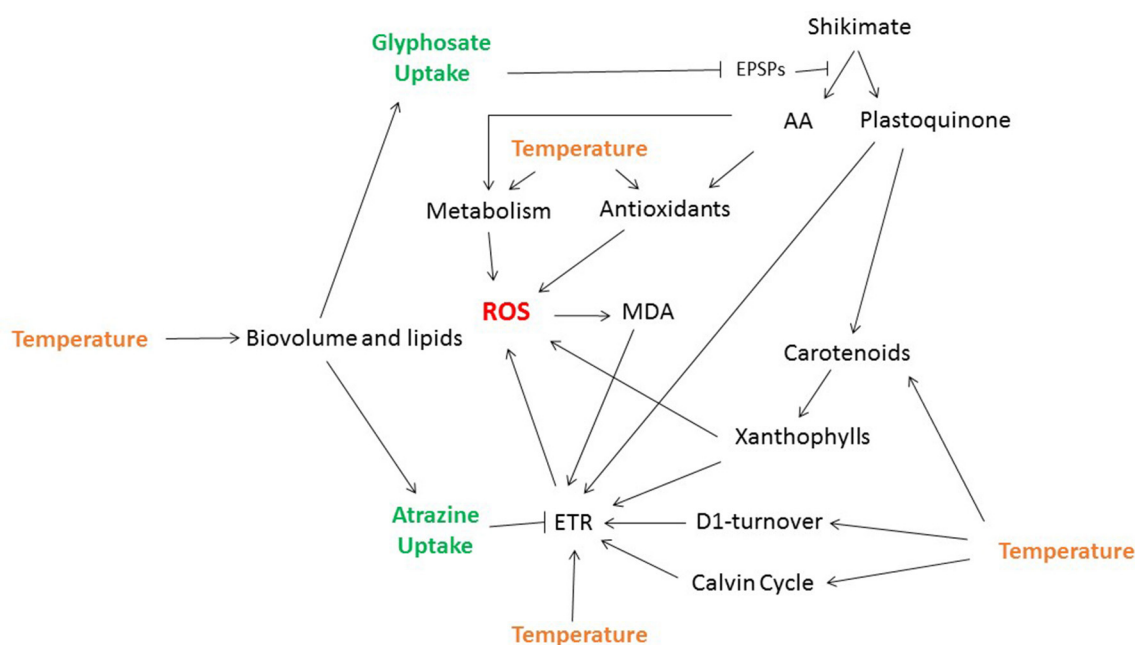 Shikimate
Glyphosate
Uptake
EPSPs
AA
Plastoquinone
Temperature
Metabolism
Antioxidants
ROS
MDA
Temperature
Biovolume and lipids
Carotenoids
Xanthophylls
Atrazine
Uptake
ETR
D1-turnover
Temperature
Calvin Cycle
Temperature